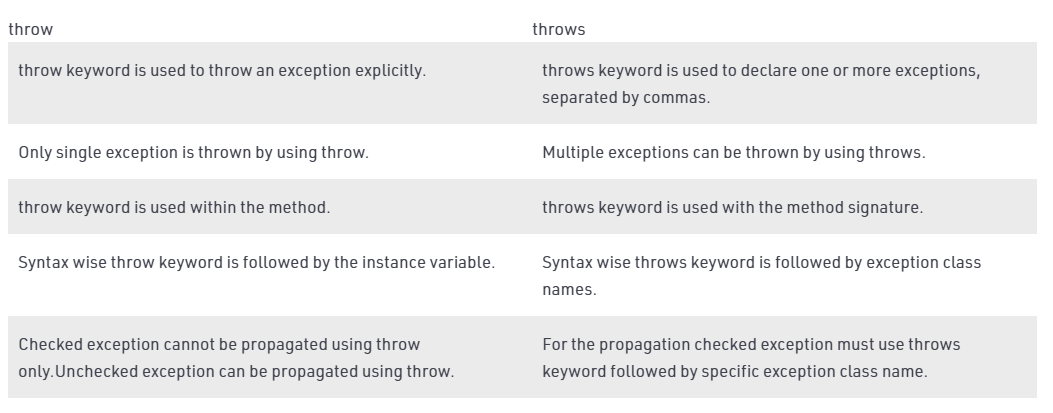 throw
throws
throw keyword is used to throw an exception explicitly.
throws keyword is used to declare one or more exceptions,
separated by commas.
Only single exception is thrown by using throw.
Multiple exceptions can be thrown by using throws.
throw keyword is used within the method.
throws keyword is used with the method signature.
Syntax wise throw keyword is followed by the instance variable.
Syntax wise throws keyword is followed by exception class
names.
Checked exception cannot be propagated using throw
only.Unchecked exception can be propagated using throw.
For the propagation checked exception must use throws
keyword followed by specific exception class name.